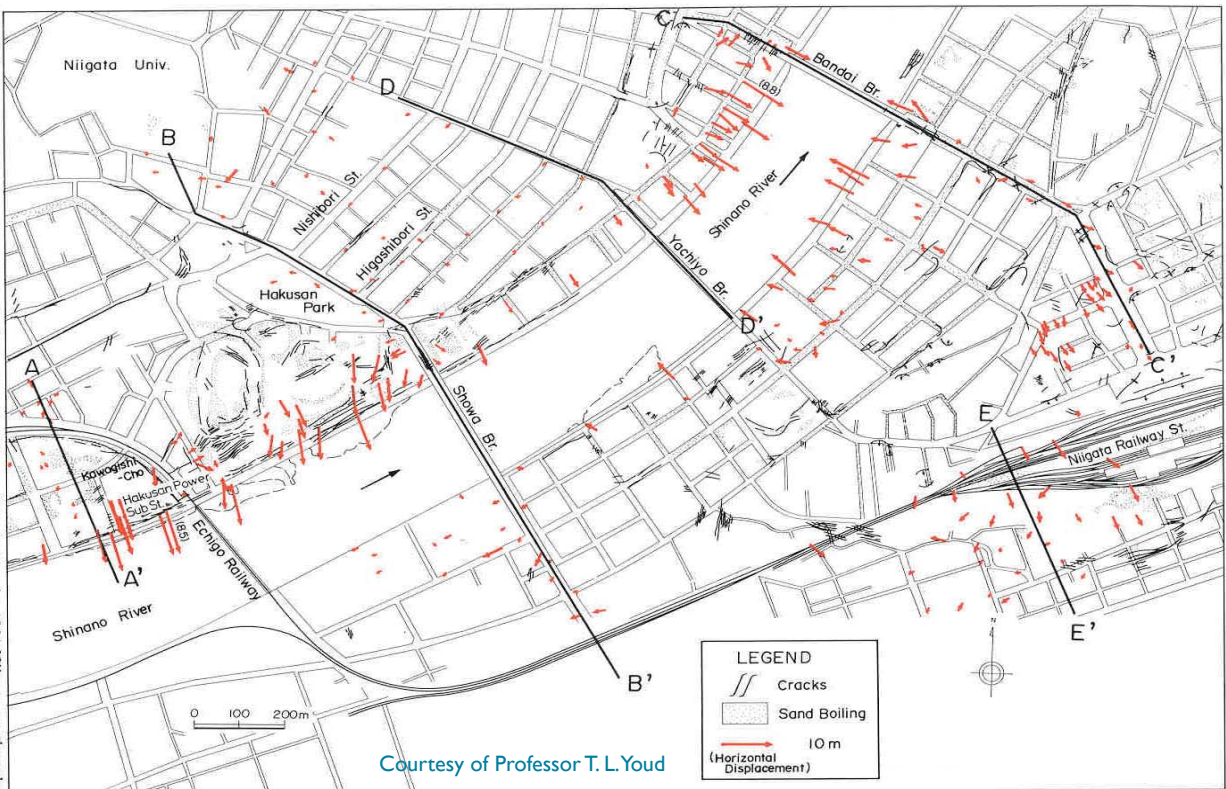 Niigata Univ.
C
Bandai Br.
D
(8.8)
B
Nishibori St.
Shinano River
Higashibori St.
Yachiyo Br.
Hakusan
Park
D'
A
C'
Showa Br.
E
Niigata Railway St.
Kawagishi
-Cho
Hakusan Power
Sub St.
Echigo Railway
A'
Shinano River
E'
N
B'
LEGEND
Cracks
Sand Boiling
10 m
(Horizontal
Displacement)
0 100 200m
Courtesy of Professor T. L. Youd